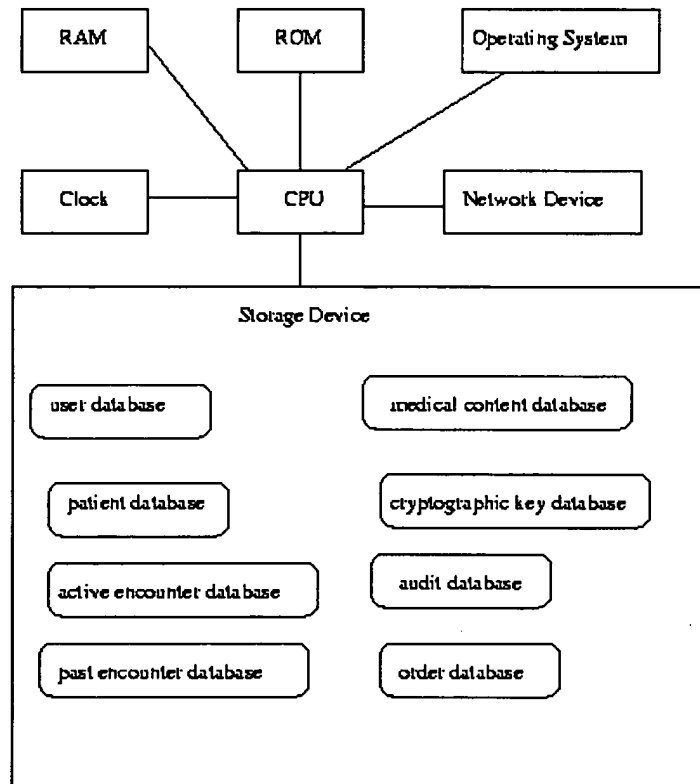 RAM
ROM
Operating System
Clock
CPU
Network Device
Storage Device
user database
medical content database
patient database
cryptographic key database
active encounter database
audit database
past encounter database
order database